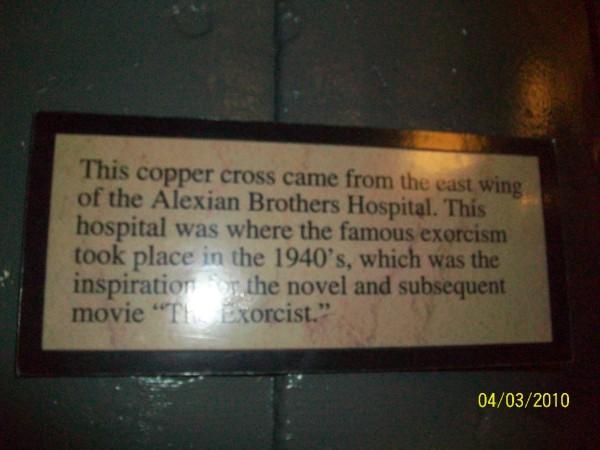 This copper cross came from the east wing
of the Alexian Brothers Hospital. This
hospital was where the famous exorcism
took place in the 1940's, which was the
inspiration for the novel and subsequent
movie "The Exorcist."
04/03/2010